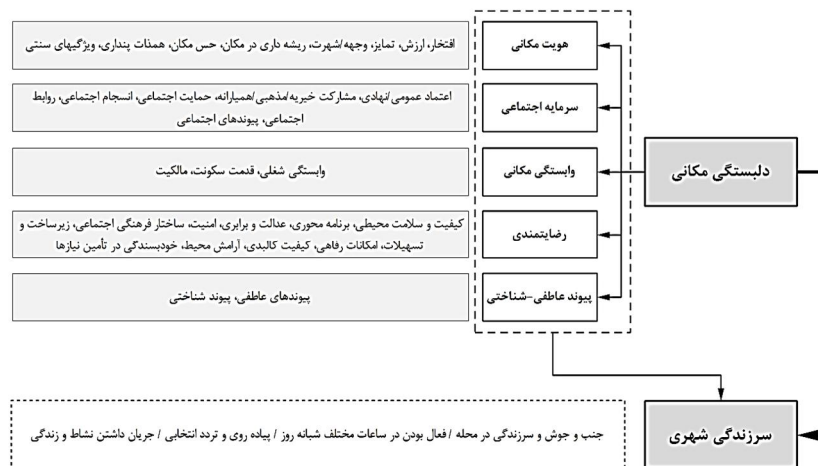 هویت مکانی
افتخار، ارزش، تمایز، وجهه/شهرت، ریشه داری در مکان، حس مکان، همذات پنداری، ویژگیهای سنتی
سرمایه اجتماعی
اعتماد عمومی/نهادی، مشارکت خیریه/مذهبی/همیارانه، حمایت اجتماعی، انسجام اجتماعی، روابط
اجتماعی، پیوندهای اجتماعی
دلبستگی مکانی
وابستگی مکانی
وابستگی شغلی، قدمت سکونت، مالکیت
رضایتمندی
کیفیت و سلامت محیطی، برنامه محوری، عدالت و برابری، امنیت، ساختار فرهنگی اجتماعی، زیرساخت و
تسهیلات، امکانات رفاهی، کیفیت کالبدی، آرامش محیط، خودبسندگی در تأمین نیازها
پیوند عاطفی-شناختی
پیوندهای عاطفی، پیوند شناختی
سرزندگی شهری
جنب و جوش و سرزندگی در محله / فعال بودن در ساعات مختلف شبانه روز / پیاده روی و تردد انتخابی / جریان داشتن نشاط و زندگی